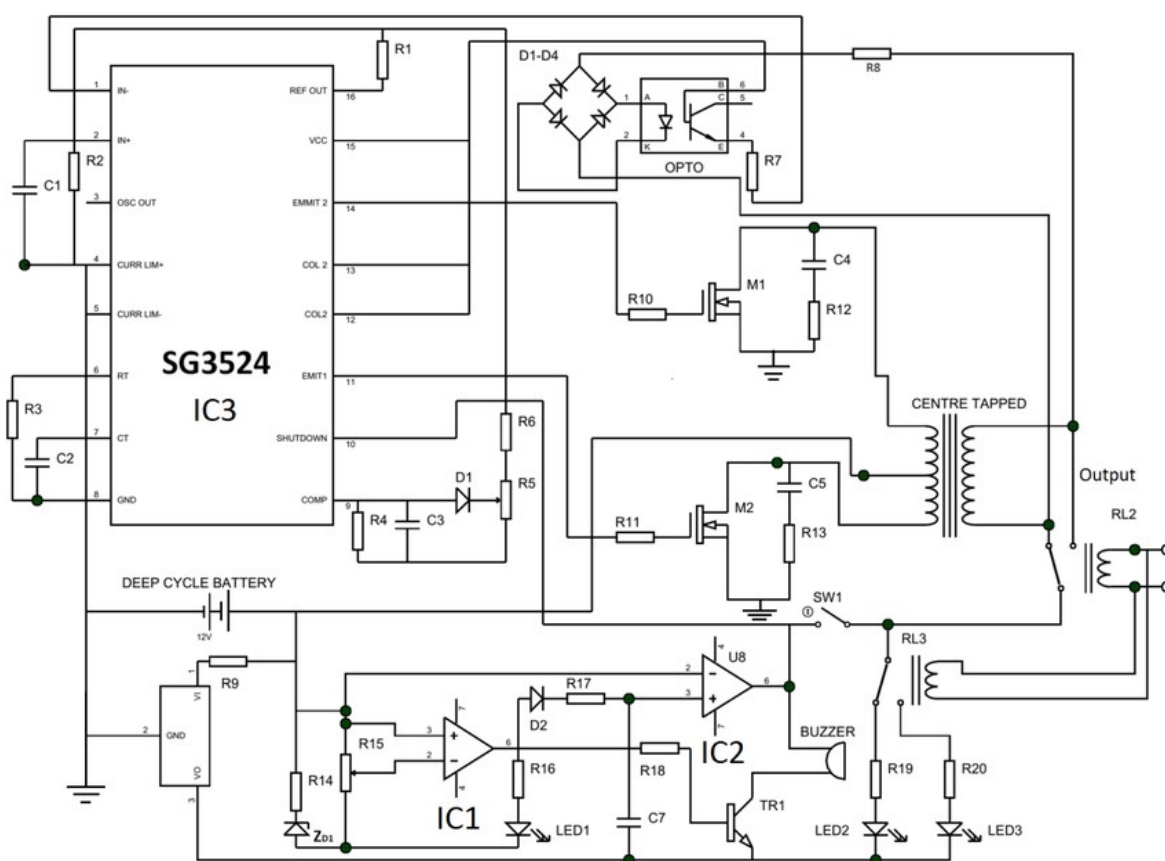 R1
D1-D4
R8
1 IN-
REF OUT 16
2 IN+
VCC 15
C1
R2
3 OSC OUT
EMMIT 2 14
4 CURR LIM+
COL 2 13
5 CURR LIM-
COL2 12
SG3524
IC3
6 RT
EMIT1 11
R3
7 CT
SHUTDOWN 10
C2
8 GND
COMP 9
1 A
2 K
B 6
C 5
E 4
OPTO
R7
R10
M1
C4
R12
R6
D1
R5
R4
C3
CENTRE TAPPED
R11
M2
C5
R13
Output
RL2
DEEP CYCLE BATTERY
12V
SW1
RL3
R9
1
VI
2
GND
VO
3
R14
R15
ZD1
7
3
2
6
4
IC1
D2
R17
R16
LED1
R18
C7
4
U8
2
3
6
7
IC2
BUZZER
TR1
R19
R20
LED2
LED3